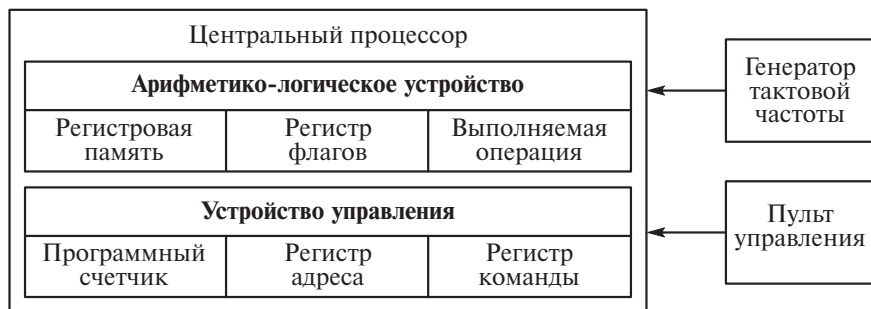 Центральный процессор
Арифметико-логическое устройство
Регистровая
память
Регистр
флагов
Выполняемая
операция
Устройство управления
Программный
счетчик
Регистр
адреса
Регистр
команды
Генератор
тактовой
частоты
Пульт
управления